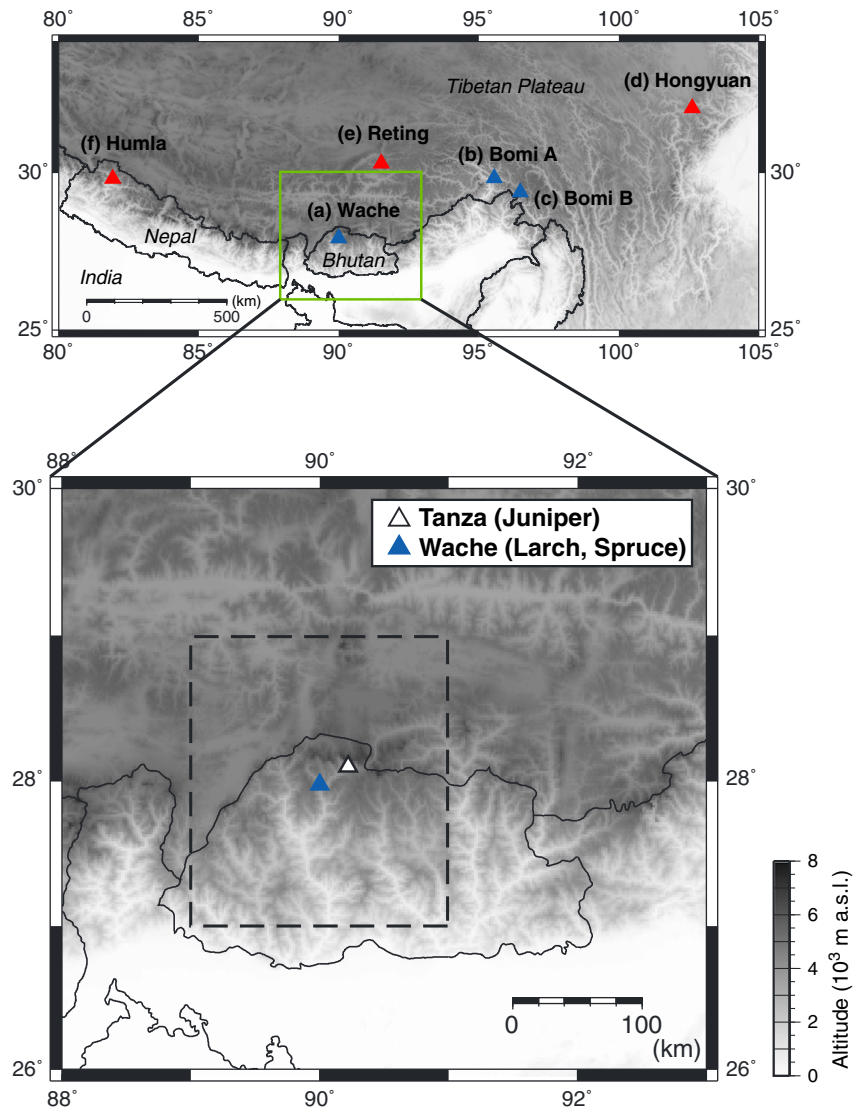 80˚ 85˚ 90˚ 95˚ 100˚ 105˚
Tibetan Plateau
(d) Hongyuan
(e) Reting
(f) Humla
(b) Bomi A
30˚ 30˚
(c) Bomi B
(a) Wache
Nepal
Bhutan
India
(km)
0 500
25˚ 25˚
80˚ 85˚ 90˚ 95˚ 100˚ 105˚
88˚ 90˚ 92˚
30˚ 30˚
Tanza (Juniper)
Wache (Larch, Spruce)
28˚ 28˚
8
6
4
2
0
Altitude (10³ m a.s.l.)
0 100
(km)
26˚ 26˚
88˚ 90˚ 92˚